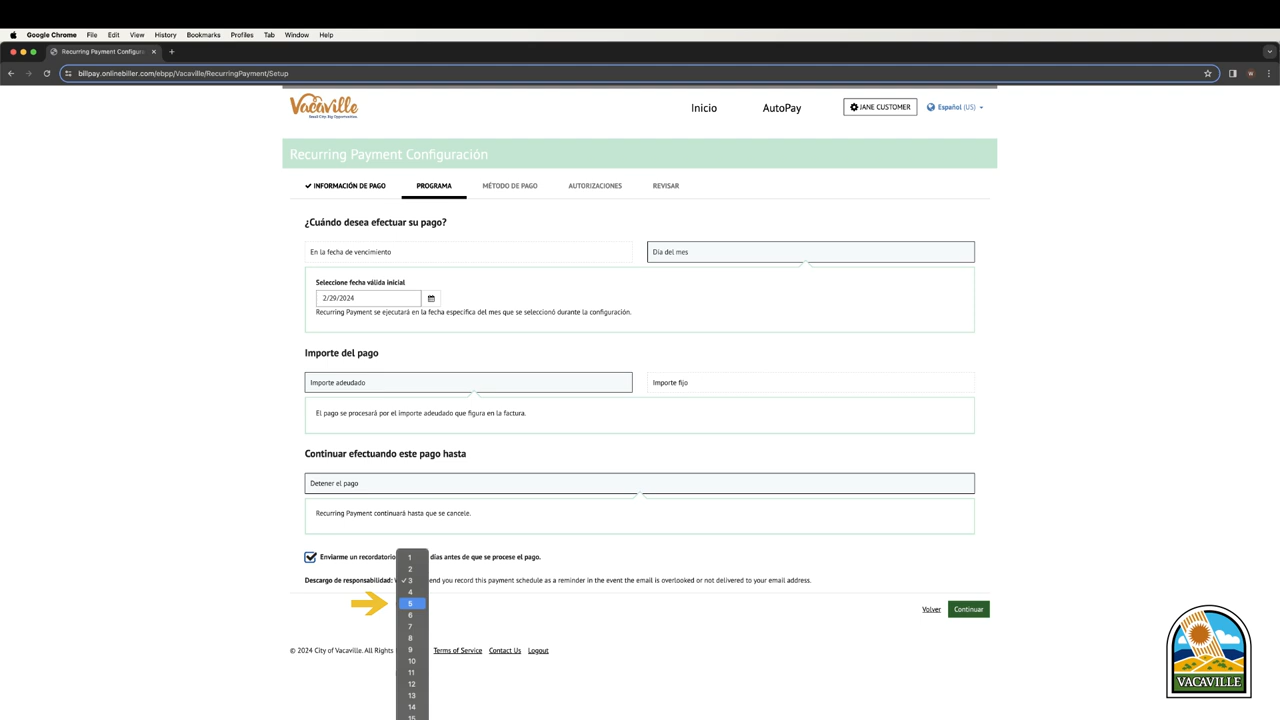 Google Chrome File Edit View History Bookmarks Profiles Tab Window Help
Recurring Payment Configura
billpay.onlinebiller.com/ebpp/Vacaville/RecurringPayment/Setup
W
Vacaville
Small City. Big Opportunities.
Inicio
AutoPay
JANE CUSTOMER
Español (US)
Recurring Payment Configuración
INFORMACIÓN DE PAGO
PROGRAMA
MÉTODO DE PAGO
AUTORIZACIONES
REVISAR
¿Cuándo desea efectuar su pago?
En la fecha de vencimiento
Día del mes
Seleccione fecha válida inicial
2/29/2024
Recurring Payment se ejecutará en la fecha específica del mes que se seleccionó durante la configuración.
Importe del pago
Importe adeudado
Importe fijo
El pago se procesará por el importe adeudado que figura en la factura.
Continuar efectuando este pago hasta
Detener el pago
Recurring Payment continuará hasta que se cancele.
Enviarme un recordatorio días antes de que se procese el pago.
Descargo de responsabilidad: end you record this payment schedule as a reminder in the event the email is overlooked or not delivered to your email address.
1
2
✓ 3
4
5
6
7
8
9
10
11
12
13
14
15
Volver
Continuar
© 2024 City of Vacaville. All Rights
Terms of Service
Contact Us
Logout
VACAVILLE